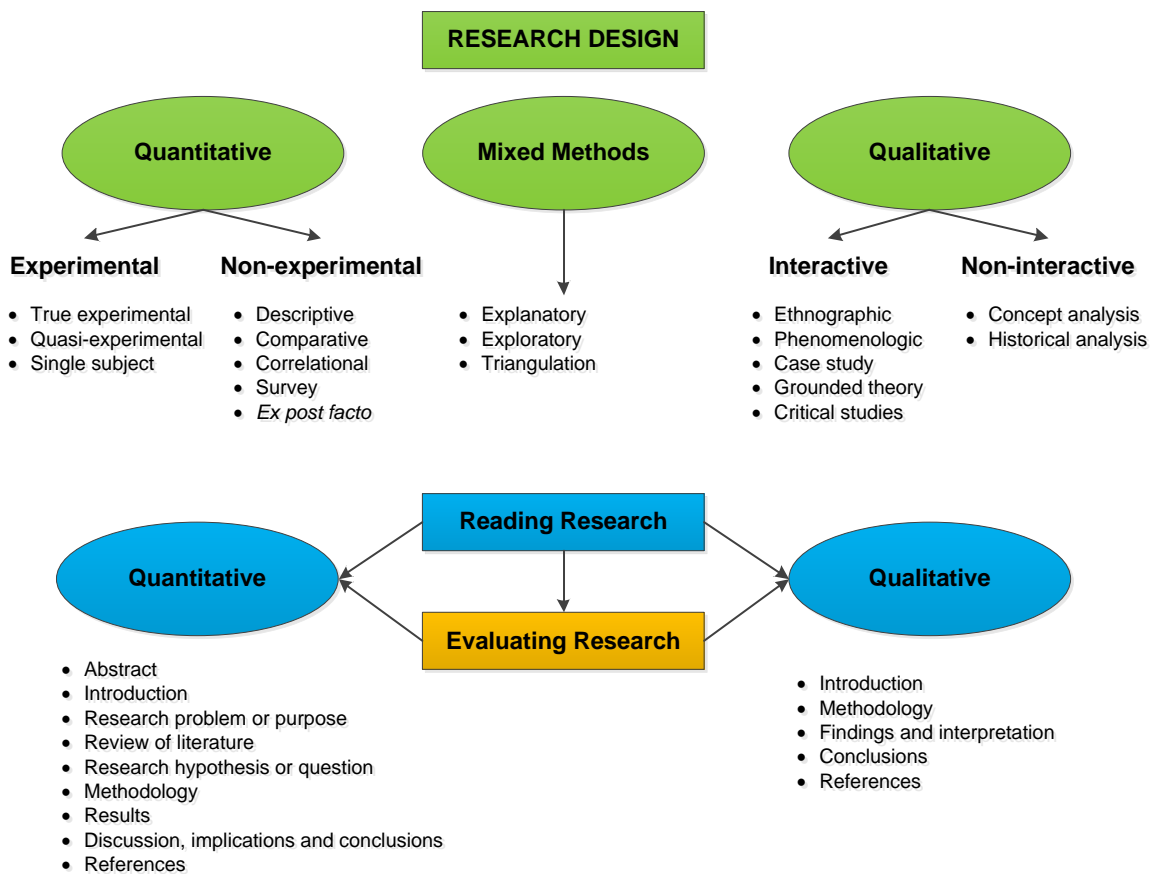 RESEARCH DESIGN
Quantitative
Mixed Methods
Qualitative
Experimental
• True experimental
• Quasi-experimental
• Single subject
Non-experimental
• Descriptive
• Comparative
• Correlational
• Survey
• Ex post facto
• Explanatory
• Exploratory
• Triangulation
Interactive
• Ethnographic
• Phenomenologic
• Case study
• Grounded theory
• Critical studies
Non-interactive
• Concept analysis
• Historical analysis
Reading Research
Quantitative
Qualitative
Evaluating Research
• Abstract
• Introduction
• Research problem or purpose
• Review of literature
• Research hypothesis or question
• Methodology
• Results
• Discussion, implications and conclusions
• References
• Introduction
• Methodology
• Findings and interpretation
• Conclusions
• References